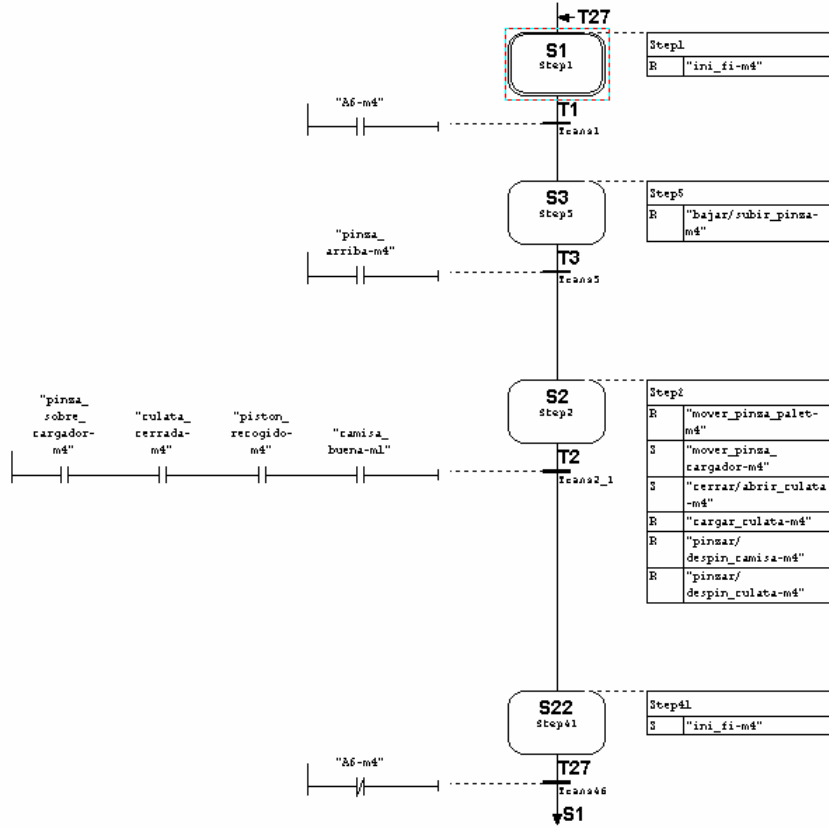 T27
S1
Step1
Step1
R "ini_fi-m4"
"A6-m4"
T1
Trans1
S3
Step5
Step5
R "bajar/subir_pinza-
m4"
"pinza_
arriba-m4"
T3
Trans5
S2
Step2
Step2
R "mover_pinza_palet-
m4"
S "mover_pinza_
cargador-m4"
S "cerrar/abrir_culata
-m4"
R "cargar_culata-m4"
R "pinzar/
despin_camisa-m4"
R "pinzar/
despin_culata-m4"
"pinza_
sobre_
cargador-
m4"
"culata_
cerrada-
m4"
"piston_
recogido-
m4"
"camisa_
buena-m1"
T2
Trans2_1
S22
Step41
Step41
S "ini_fi-m4"
"A6-m4"
T27
Trans46
S1